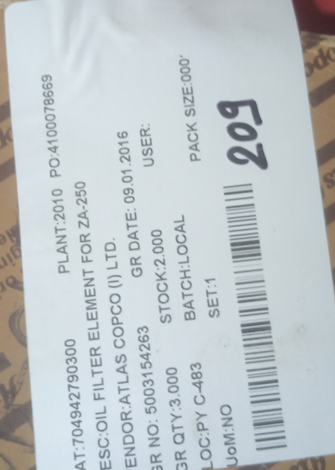 AT:704942790300 PLANT:2010 PO:4100078669
ESC:OIL FILTER ELEMENT FOR ZA-250
ENDOR:ATLAS COPCO (I) LTD.
GR NO: 5003154263 GR DATE: 09.01.2016
GR QTY:3.000 STOCK:2.000 USER:
LOC:PY C-483 BATCH:LOCAL PACK SIZE:000
UoM:NO SET:1
209